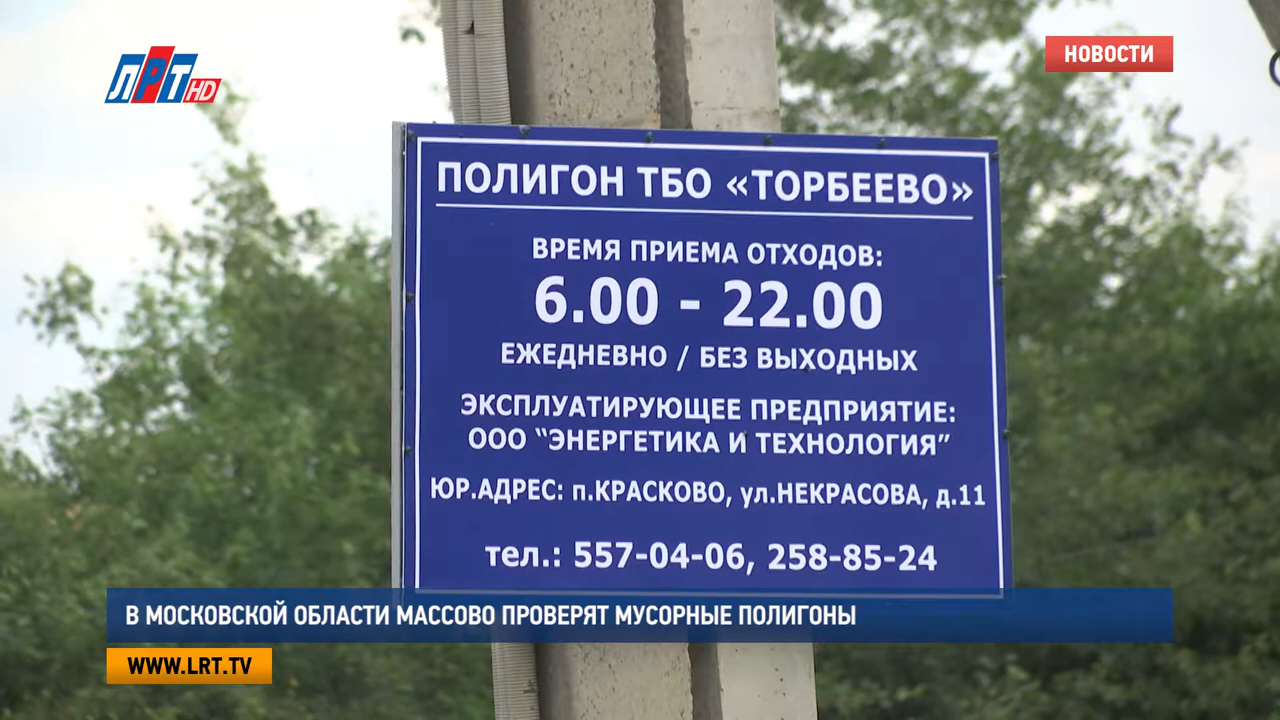 ЛРТ HD
НОВОСТИ
ПОЛИГОН ТБО «ТОРБЕЕВО»
ВРЕМЯ ПРИЕМА ОТХОДОВ:
6.00 - 22.00
ЕЖЕДНЕВНО / БЕЗ ВЫХОДНЫХ
ЭКСПЛУАТИРУЮЩЕЕ ПРЕДПРИЯТИЕ:
ООО “ЭНЕРГЕТИКА И ТЕХНОЛОГИЯ”
ЮР.АДРЕС: п.КРАСКОВО, ул.НЕКРАСОВА, д.11
тел.: 557-04-06, 258-85-24
В МОСКОВСКОЙ ОБЛАСТИ МАССОВО ПРОВЕРЯТ МУСОРНЫЕ ПОЛИГОНЫ
WWW.LRT.TV